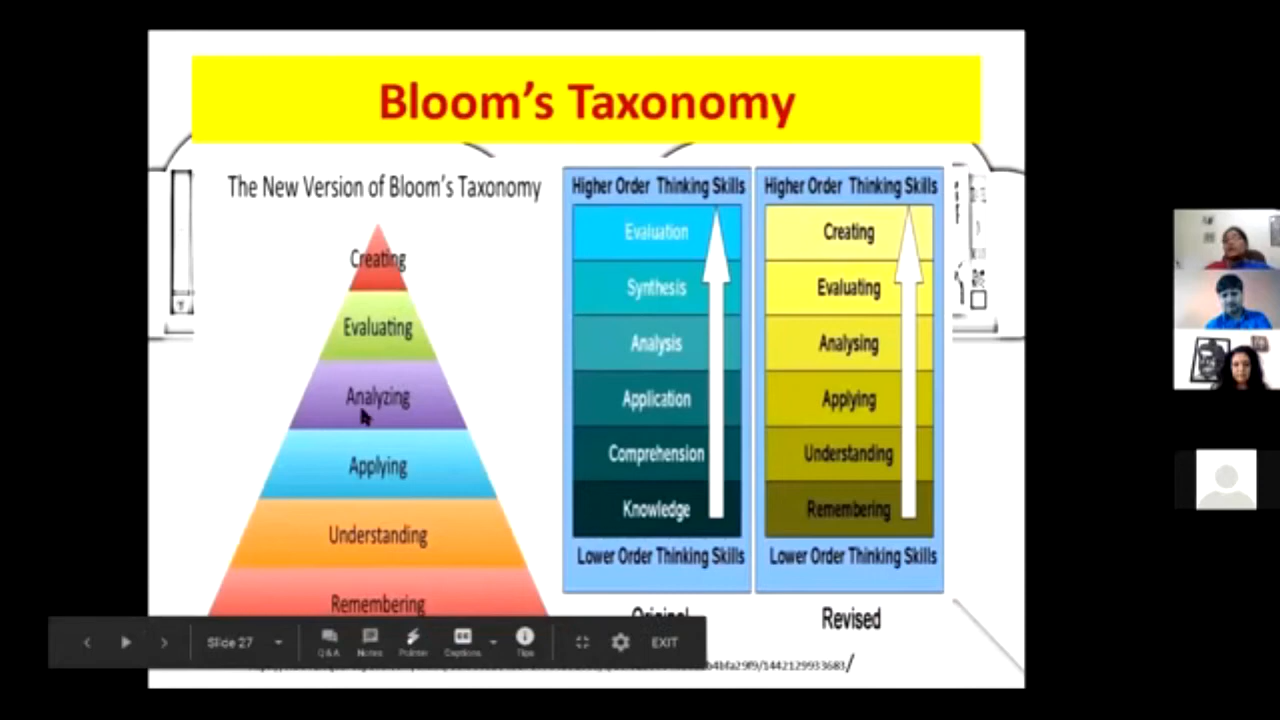 Bloom's Taxonomy
The New Version of Bloom's Taxonomy
Creating
Evaluating
Analyzing
Applying
Understanding
Remembering
Higher Order Thinking Skills
Evaluation
Synthesis
Analysis
Application
Comprehension
Knowledge
Lower Order Thinking Skills
Original
Higher Order Thinking Skills
Creating
Evaluating
Analysing
Applying
Understanding
Remembering
Lower Order Thinking Skills
Revised
Slide 27
Q&A
Notes
Pointer
Captions
Tips
EXIT